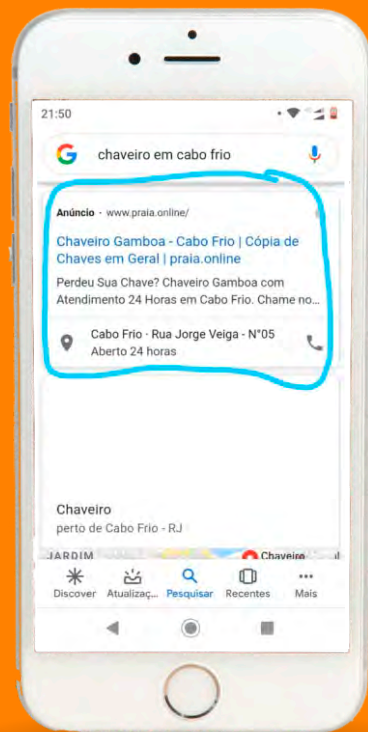 21:50
chaveiro em cabo frio
Anúncio · www.praia.online/
Chaveiro Gamboa - Cabo Frio | Cópia de
Chaves em Geral | praia.online
Perdeu Sua Chave? Chaveiro Gamboa com
Atendimento 24 Horas em Cabo Frio. Chame no...
Cabo Frio · Rua Jorge Veiga - N°05
Aberto 24 horas
Chaveiro
perto de Cabo Frio - RJ
JARDIM
Chaveiro
Discover Atualizaç... Pesquisar Recentes Mais